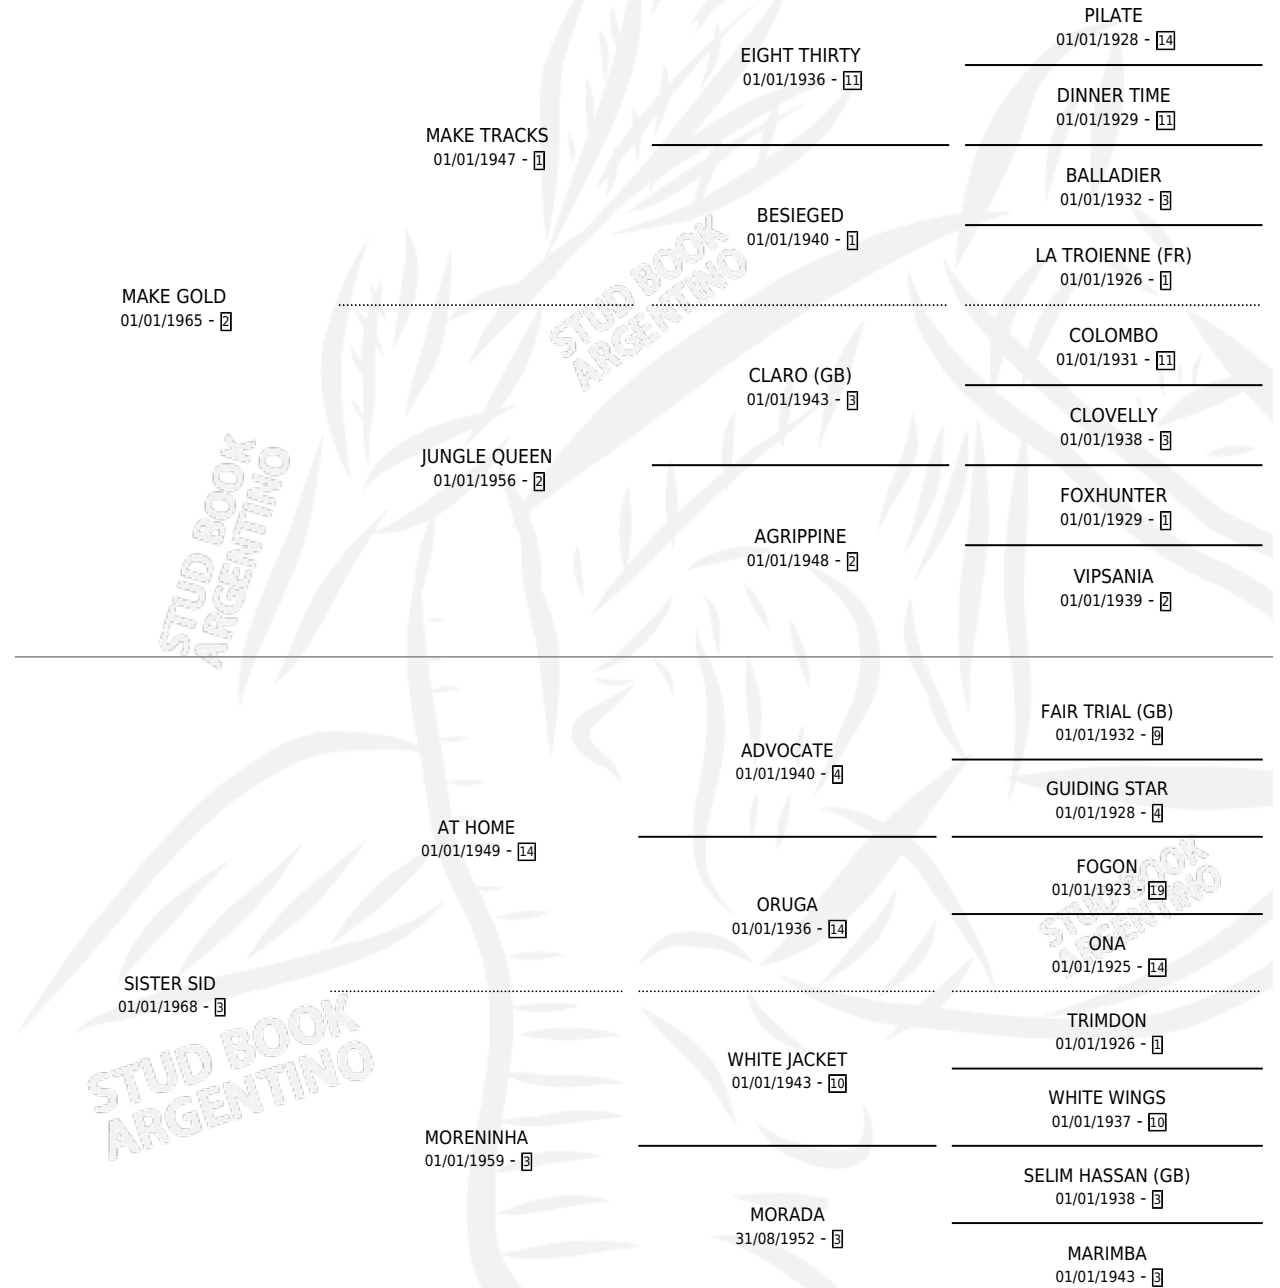 PILATE
01/01/1928 - 14
EIGHT THIRTY
01/01/1936 - 11
DINNER TIME
01/01/1929 - 11
MAKE TRACKS
01/01/1947 - 1
BALLADIER
01/01/1932 - 3
BESIEGED
01/01/1940 - 1
LA TROIENNE (FR)
01/01/1926 - 1
MAKE GOLD
01/01/1965 - 2
STUD BOOK
ARGENTINO
COLOMBO
01/01/1931 - 11
CLARO (GB)
01/01/1943 - 3
CLOVELLY
01/01/1938 - 3
JUNGLE QUEEN
01/01/1956 - 2
FOXHUNTER
01/01/1929 - 1
AGRIPPINE
01/01/1948 - 2
VIPSANIA
01/01/1939 - 2
STUD BOOK
ARGENTINO
FAIR TRIAL (GB)
01/01/1932 - 9
ADVOCATE
01/01/1940 - 4
GUIDING STAR
01/01/1928 - 4
AT HOME
01/01/1949 - 14
FOGON
01/01/1923 - 19
ORUGA
01/01/1936 - 14
ONA
01/01/1925 - 14
STUD BOOK
ARGENTINO
SISTER SID
01/01/1968 - 3
TRIMDON
01/01/1926 - 1
WHITE JACKET
01/01/1943 - 10
WHITE WINGS
01/01/1937 - 10
STUD BOOK
ARGENTINO
MORENINHA
01/01/1959 - 3
SELIM HASSAN (GB)
01/01/1938 - 3
MORADA
31/08/1952 - 3
MARIMBA
01/01/1943 - 3